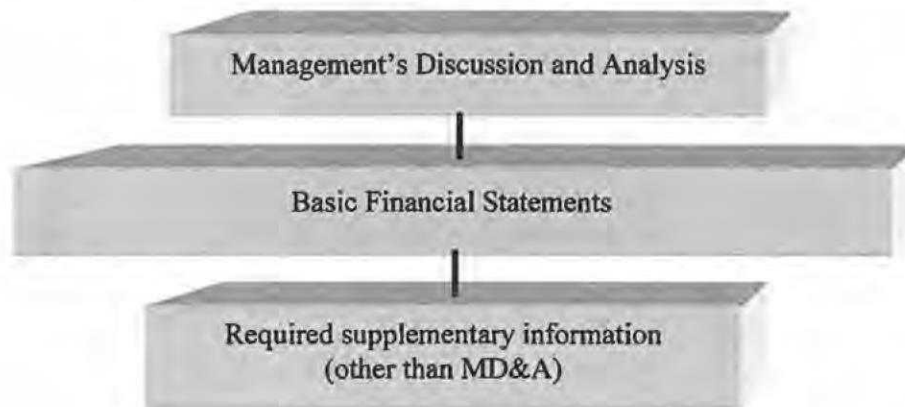 Management’s Discussion and Analysis
Basic Financial Statements
Required supplementary information
(other than MD&A)